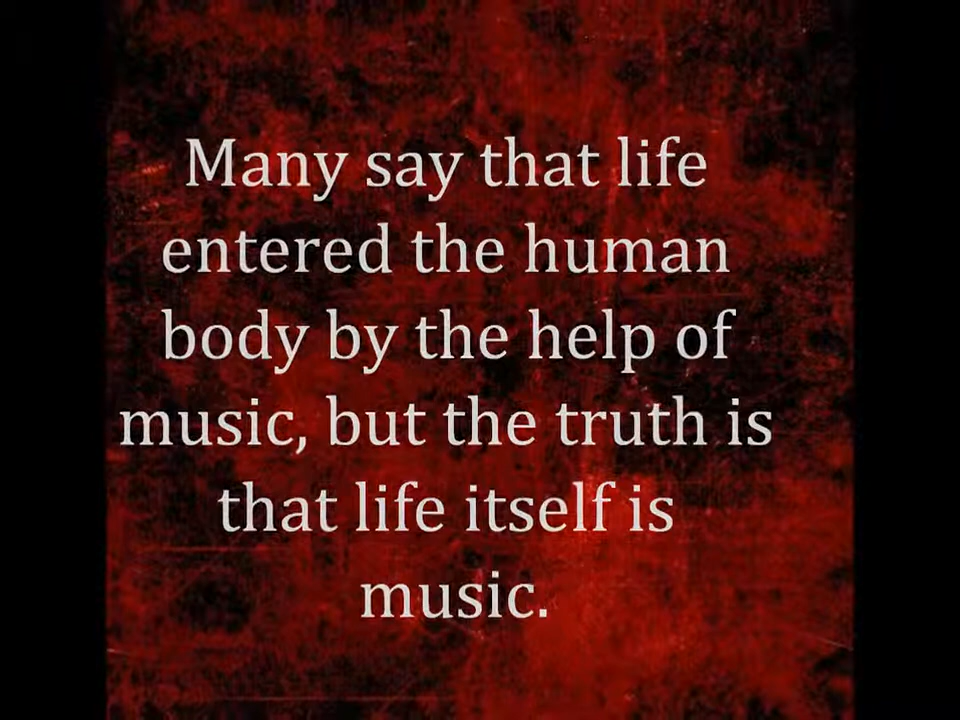 Many say that life
entered the human
body by the help of
music, but the truth is
that life itself is
music.